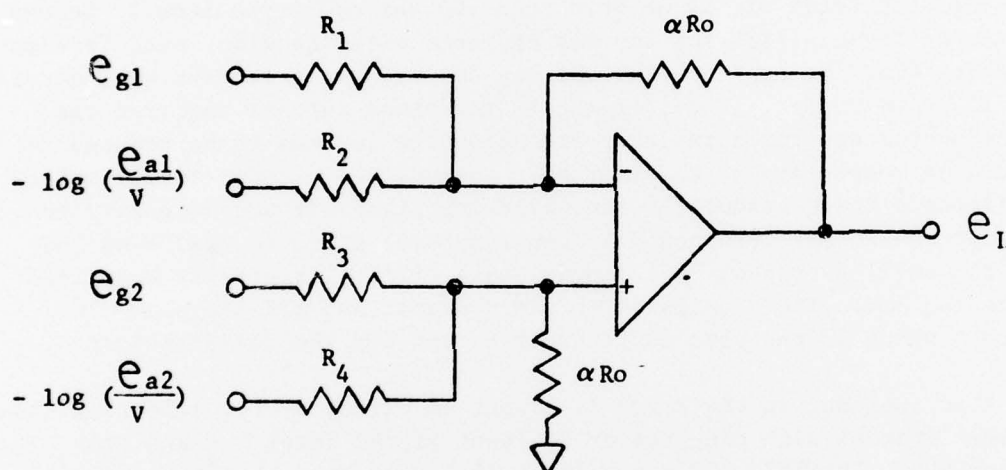 R1
αRo
eg1
- log (ea1/V)
R2
-
eI
R3
eg2
+
R4
αRo
- log (ea2/V)